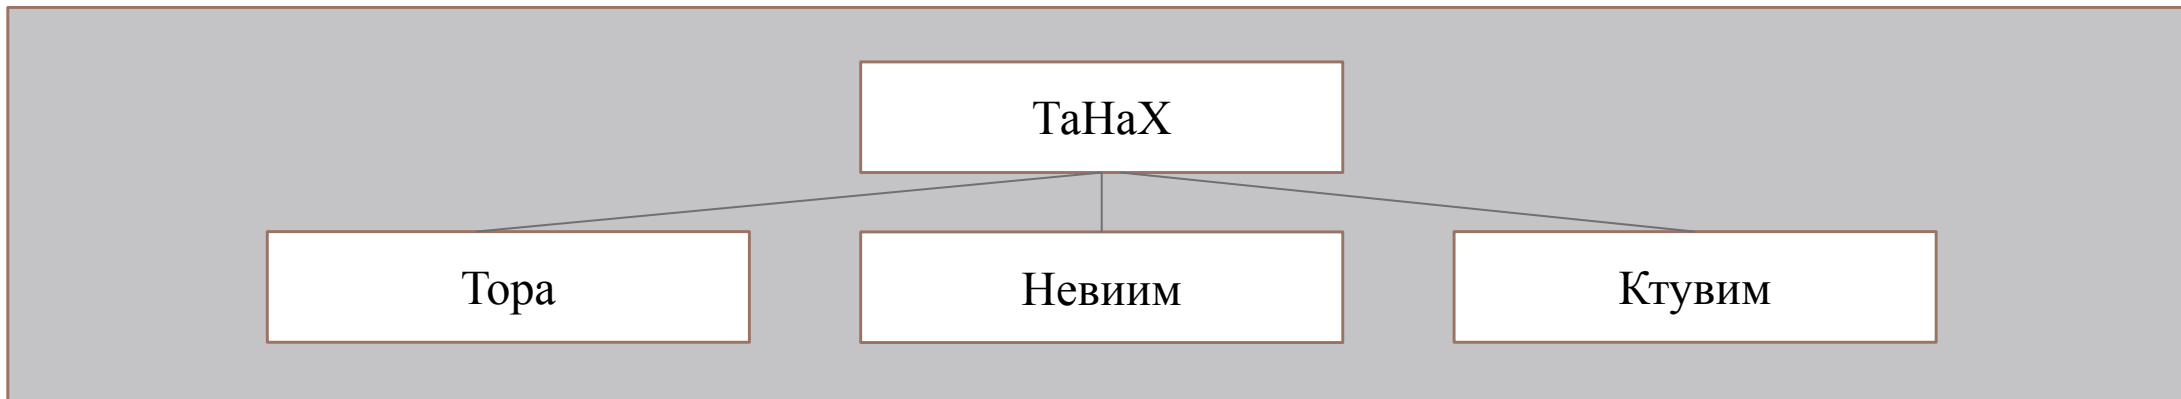 ТаНаХ
Тора
Невиим
Ктувим